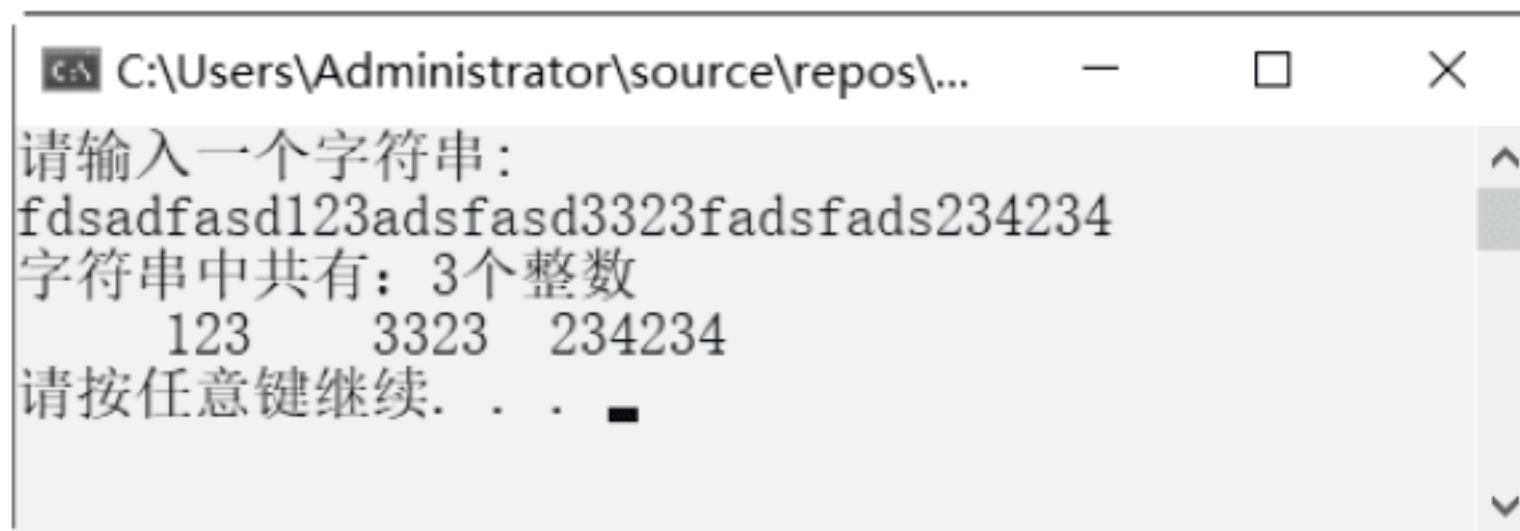 C:\Users\Administrator\source\repos\...
请输入一个字符串:
fdsadfasd123adsfasd3323fadsfads234234
字符串中共有：3个整数
123 3323 234234
请按任意键继续. . .